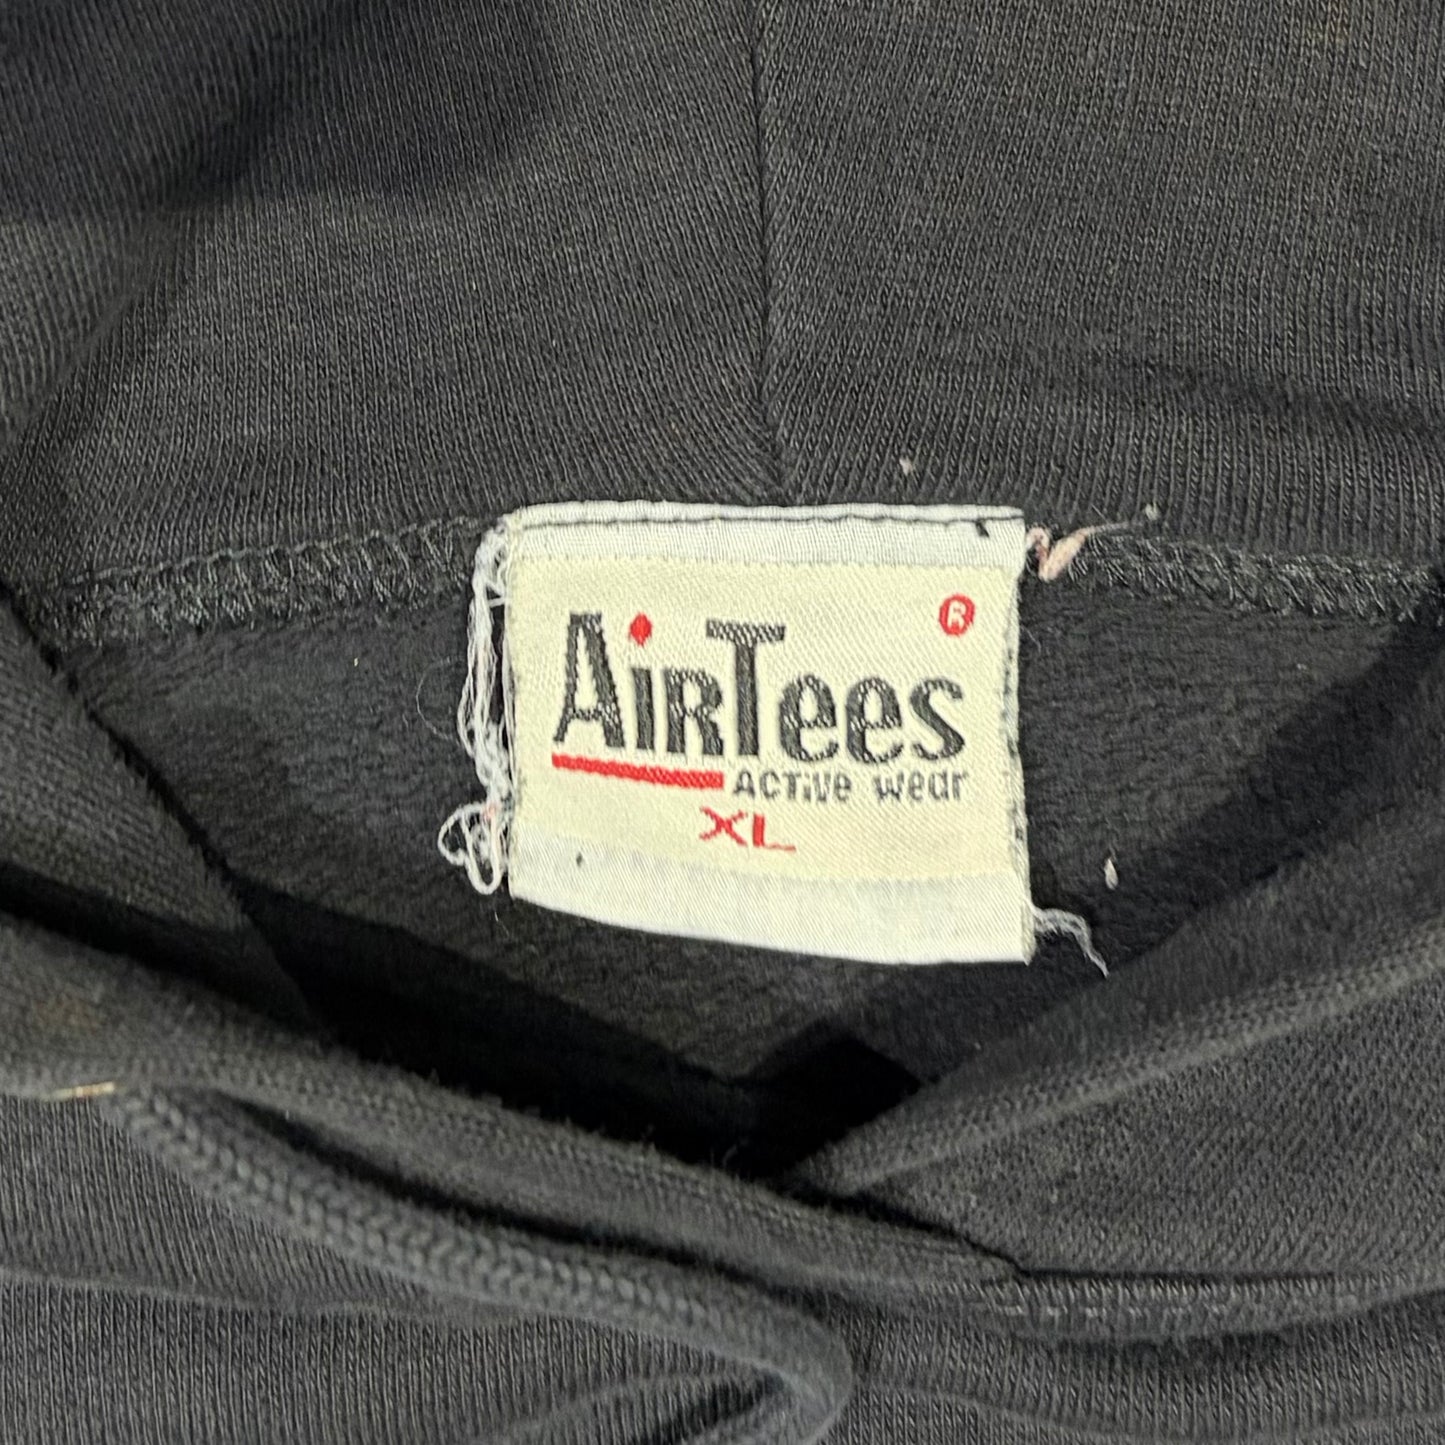 AirTees ®
Active wear
XL